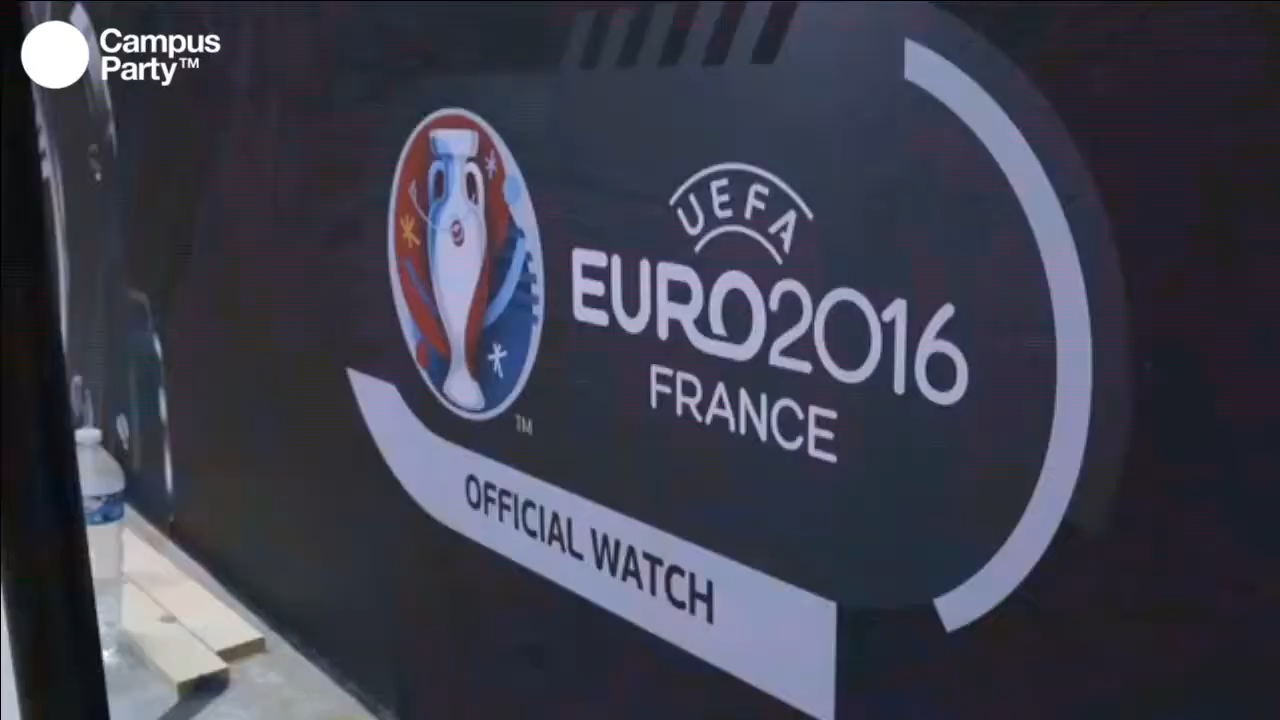 Campus
Party™
UEFA
EURO2016
FRANCE
TM
OFFICIAL WATCH